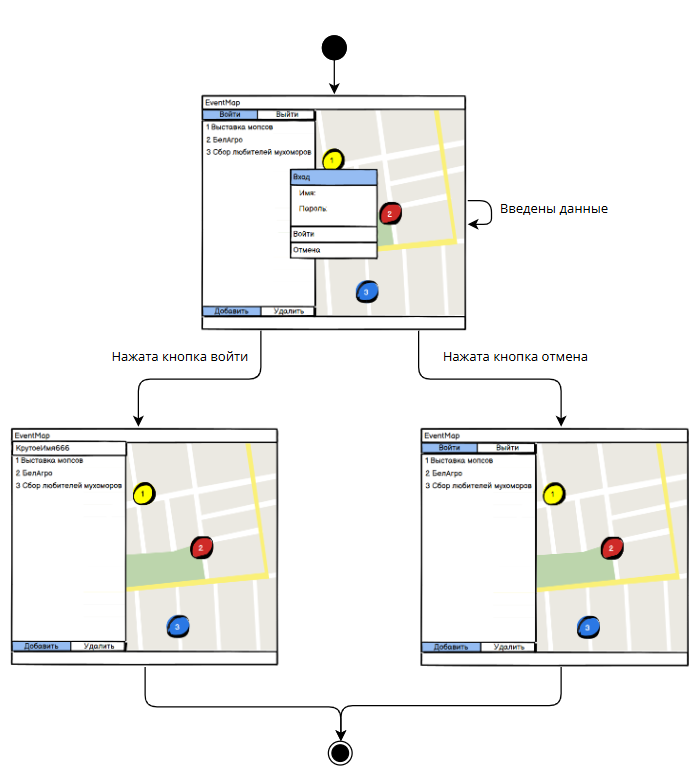 EventMap
Войти Выйти
1 Выставка мопсов
2 БелАгро
3 Сбор любителей мухоморов
1
Вход
Имя:
Пароль:
Войти
Отмена
2
3
Добавить Удалить
Введены данные
Нажата кнопка войти
Нажата кнопка отмена
EventMap
КрутоеИмя666
1 Выставка мопсов
2 БелАгро
3 Сбор любителей мухоморов
1
2
3
Добавить Удалить
EventMap
Войти Выйти
1 Выставка мопсов
2 БелАгро
3 Сбор любителей мухоморов
1
2
3
Добавить Удалить